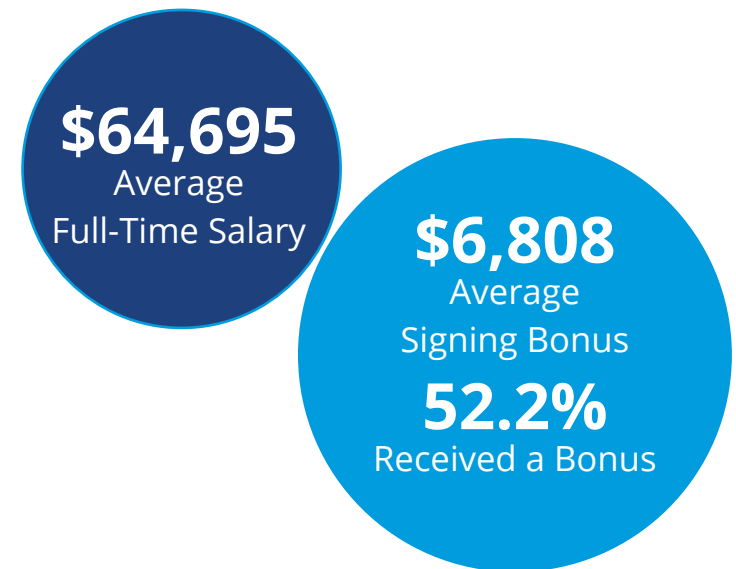 $64,695
Average
Full-Time Salary
$6,808
Average
Signing Bonus
52.2%
Received a Bonus